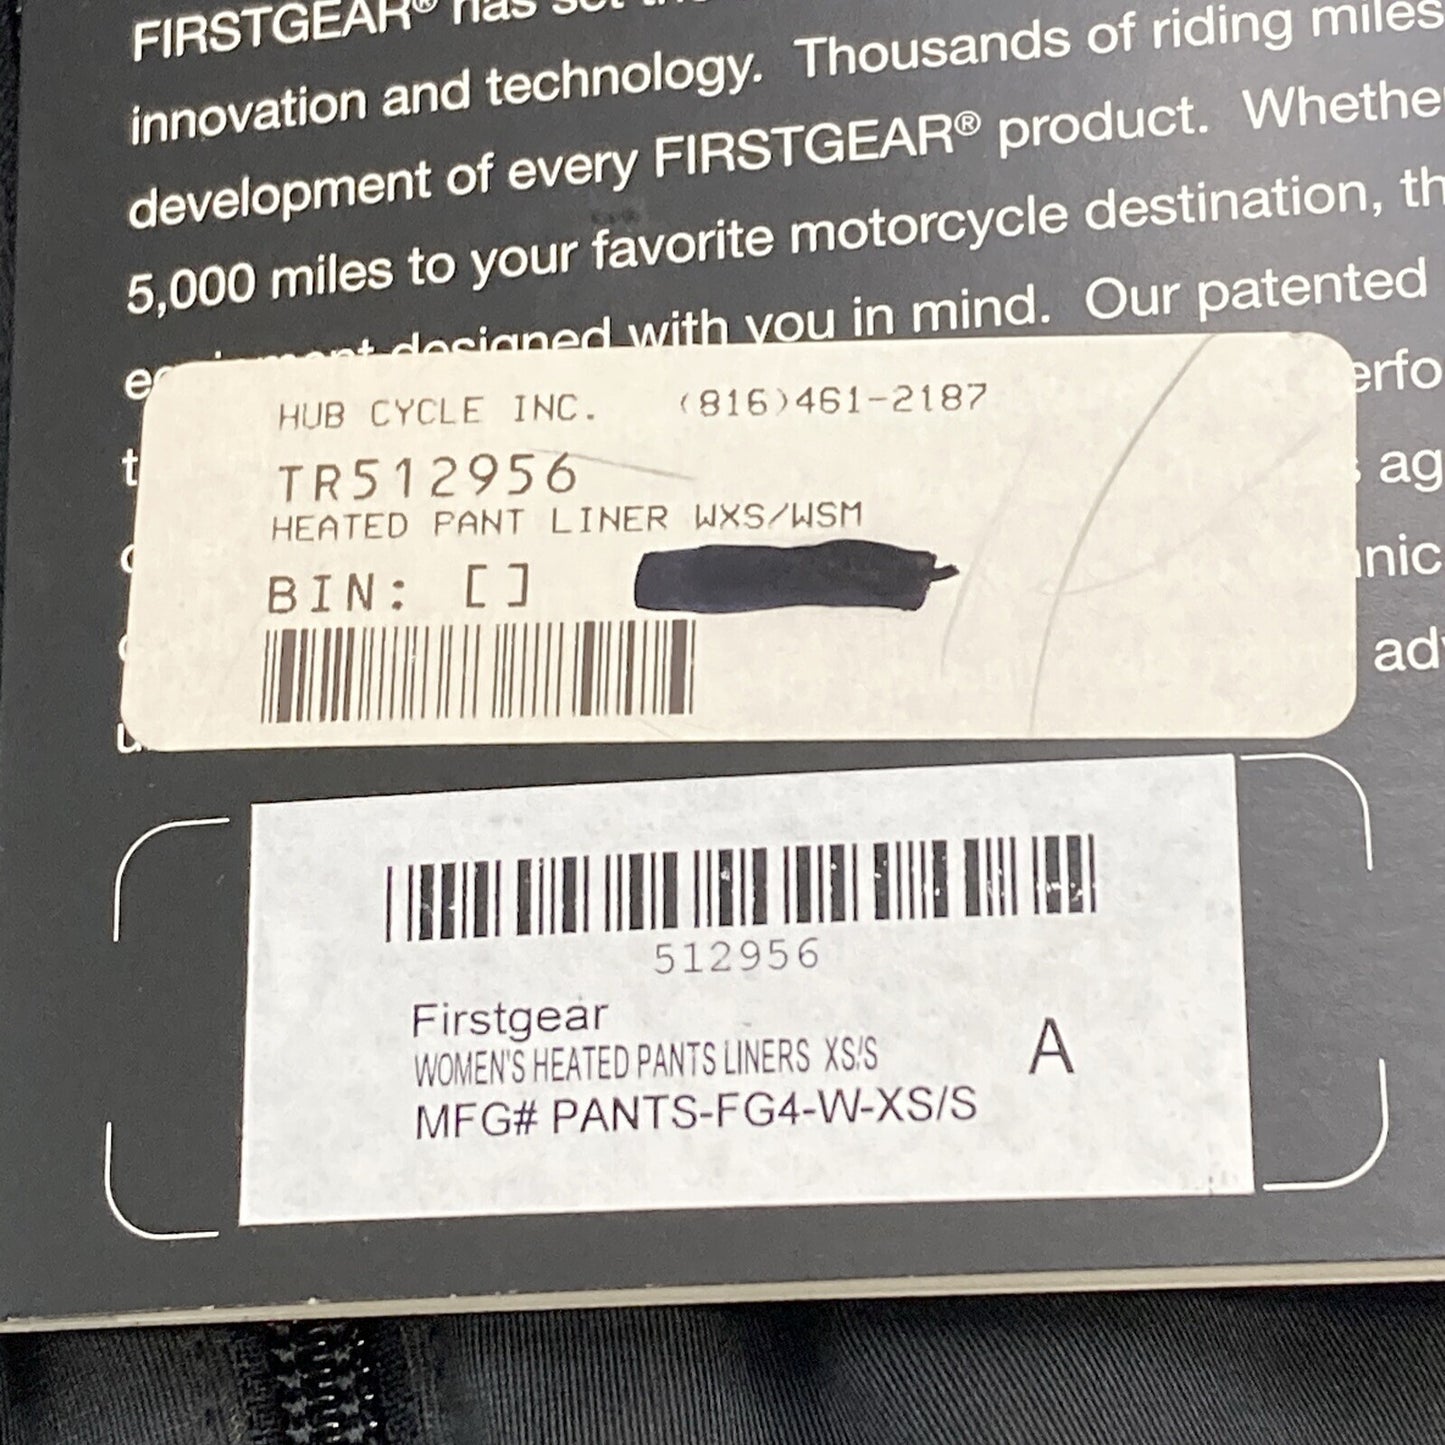 FIRSTGEAR® has set
innovation and technology. Thousands of riding miles
development of every FIRSTGEAR® product. Whether
5,000 miles to your favorite motorcycle destination,
designed with you in mind. Our patented
HUB CYCLE INC. (816)461-2187
TR512956
HEATED PANT LINER WXS/WSM
BIN: []
512956
Firstgear
WOMEN'S HEATED PANTS LINERS XS/S
A
MFG# PANTS-FG4-W-XS/S